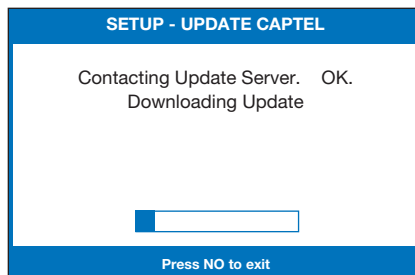 SETUP - UPDATE CAPTEL
Contacting Update Server. OK.
Downloading Update
Press NO to exit